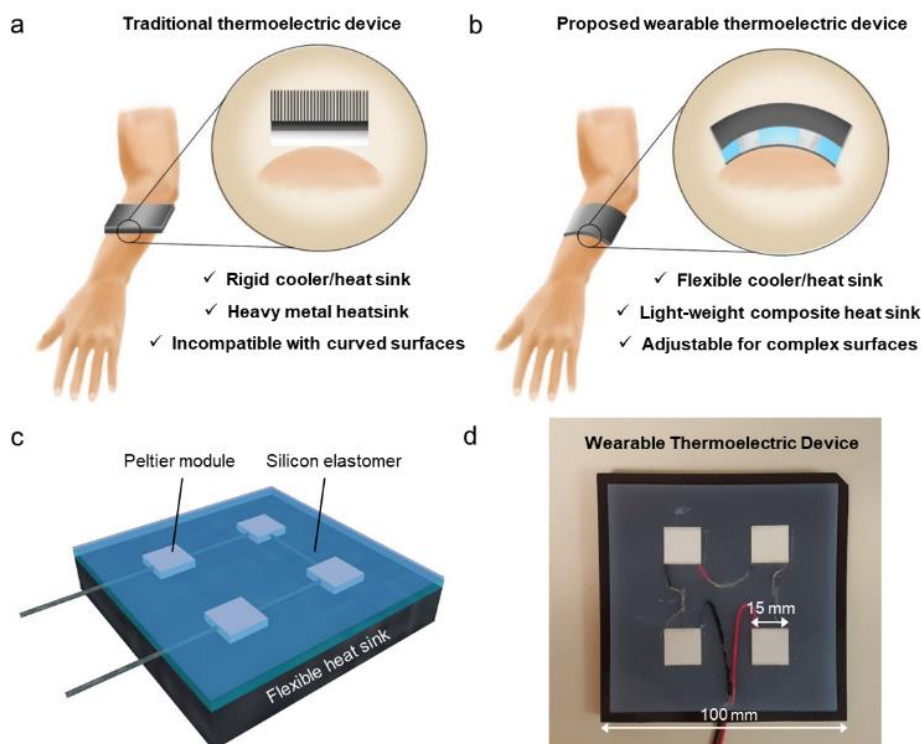 a
Traditional thermoelectric device
✓ Rigid cooler/heat sink
✓ Heavy metal heatsink
✓ Incompatible with curved surfaces
b
Proposed wearable thermoelectric device
✓ Flexible cooler/heat sink
✓ Light-weight composite heat sink
✓ Adjustable for complex surfaces
c
Peltier module
Silicon elastomer
Flexible heat sink
d
Wearable Thermoelectric Device
15 mm
100 mm